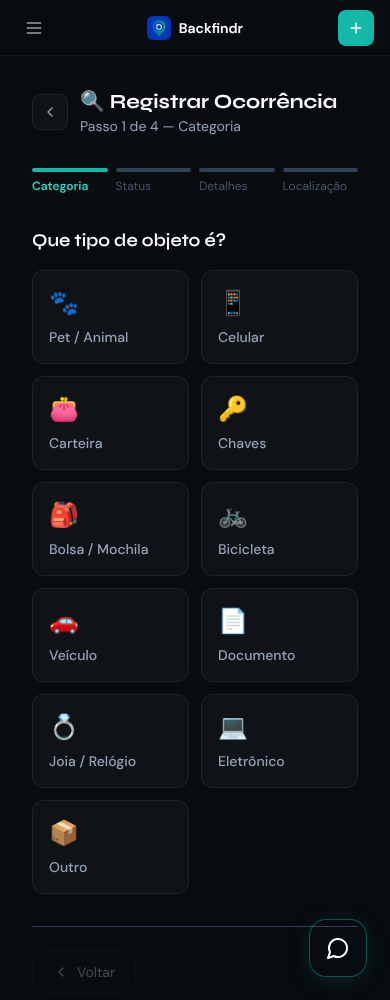 Backfindr
Registrar Ocorrência
Passo 1 de 4 — Categoria
Categoria
Status
Detalhes
Localização
Que tipo de objeto é?
Pet / Animal
Celular
Carteira
Chaves
Bolsa / Mochila
Bicicleta
Veículo
Documento
Joia / Relógio
Eletrônico
Outro
Voltar